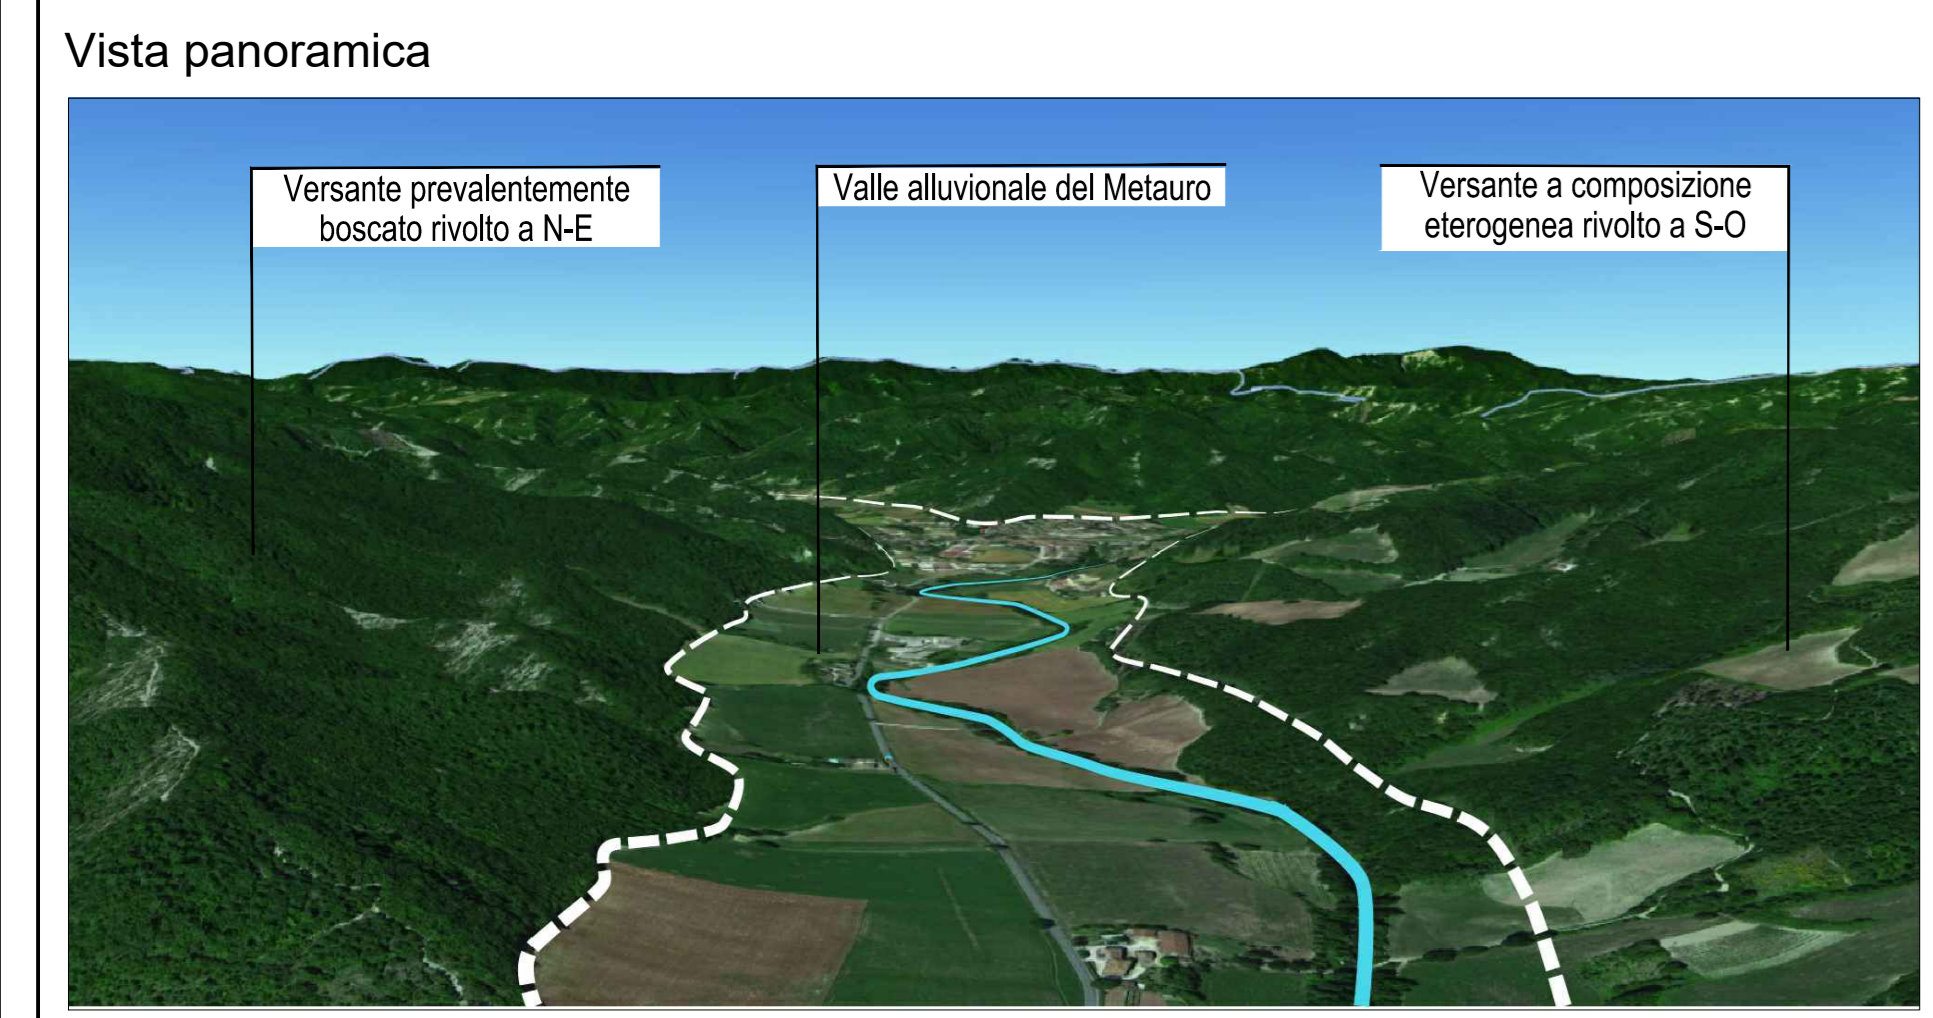 Vista panoramica
Versante prevalentemente
boscato rivolto a N-E
Valle alluvionale del Metauro
Versante a composizione
eterogenea rivolto a S-O